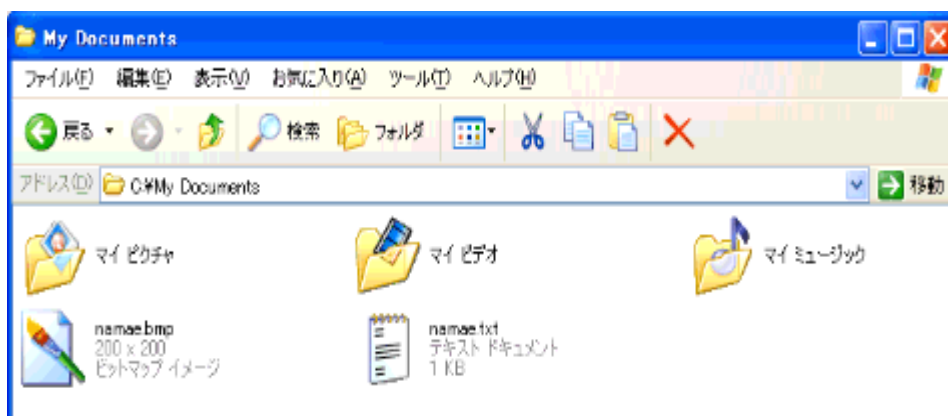 My Documents
ファイル(F) 編集(E) 表示(V) お気に入り(A) ツール(T) ヘルプ(H)
戻る 検索 フォルダ
アドレス(D) C:¥My Documents 移動
マイ ピクチャ マイ ビデオ マイ ミュージック
namae.bmp
200 x 200
ビットマップ イメージ
namae.txt
テキスト ドキュメント
1 KB